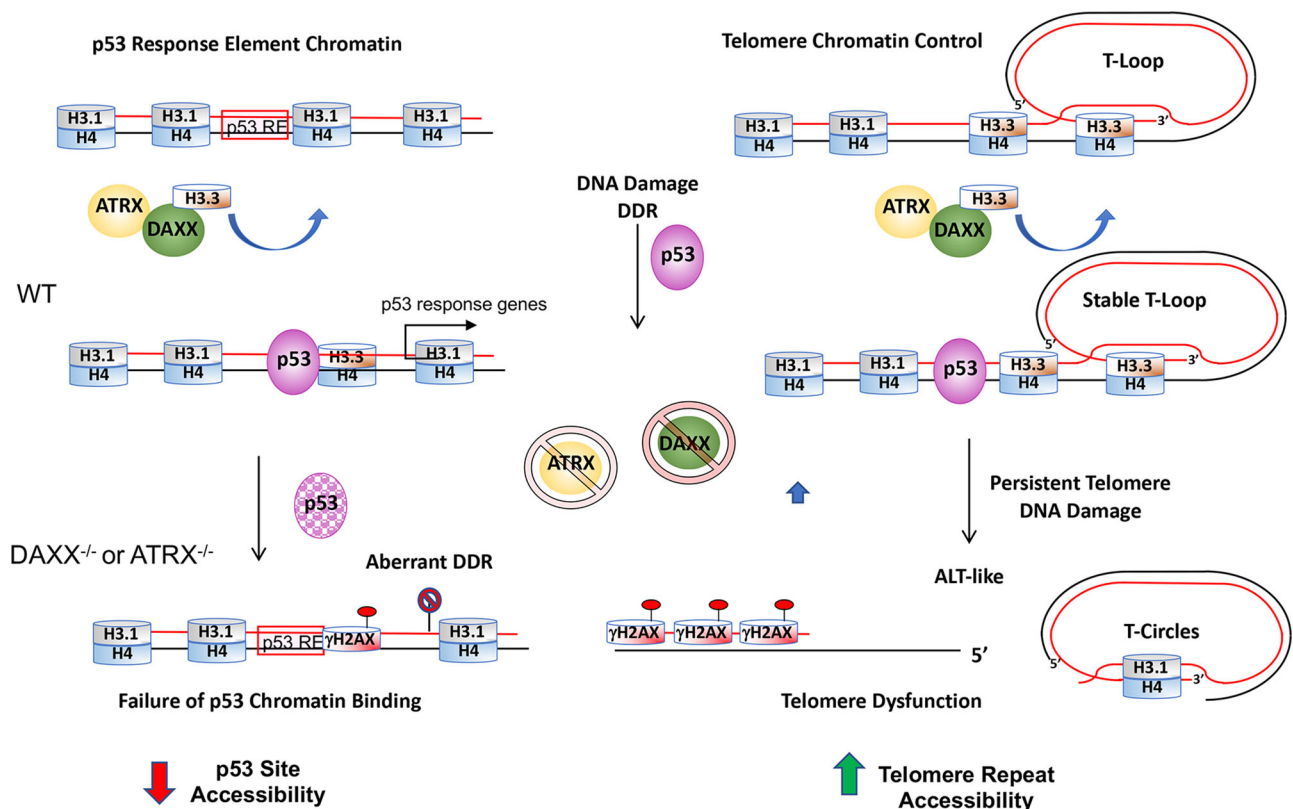 p53 Response Element Chromatin
Telomere Chromatin Control
T-Loop
H3.1 H3.1 H3.1 H3.1
p53 RE
H4 H4 H4 H4
5’
H3.1 H3.1 H3.3 H3.3
3’
H4 H4 H4 H4
ATRX
DAXX
H3.3
DNA Damage
DDR
p53
ATRX
DAXX
H3.3
WT
p53 response genes
H3.1 H3.1 p53 H3.3 H3.1
H4 H4 H4 H4
Stable T-Loop
5’
H3.1 H3.1 p53 H3.3 H3.3
3’
H4 H4 H4 H4
ATRX
DAXX
p53
Persistent Telomere
DNA Damage
DAXX-/- or ATRX-/-
Aberrant DDR
ALT-like
H3.1 H3.1 p53 RE γH2AX H3.1
H4 H4 H4
γH2AX γH2AX γH2AX
5’
T-Circles
5’
H3.1
3’
H4
Failure of p53 Chromatin Binding
Telomere Dysfunction
p53 Site
Accessibility
Telomere Repeat
Accessibility